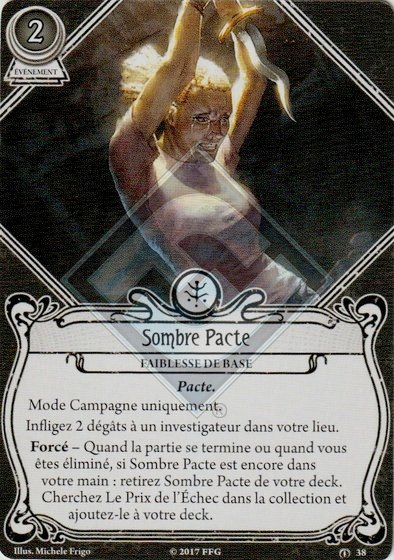 2
ÉVÉNEMENT
Sombre Pacte
FAIBLESSE DE BASE
Pacte.
Mode Campagne uniquement.
Infligez 2 dégâts à un investigateur dans votre lieu.
Forcé – Quand la partie se termine ou quand vous
êtes éliminé, si Sombre Pacte est encore dans
votre main : retirez Sombre Pacte de votre deck.
Cherchez Le Prix de l'Échec dans la collection et
ajoutez-le à votre deck.
Illus. Michele Frigo © 2017 FFG 38